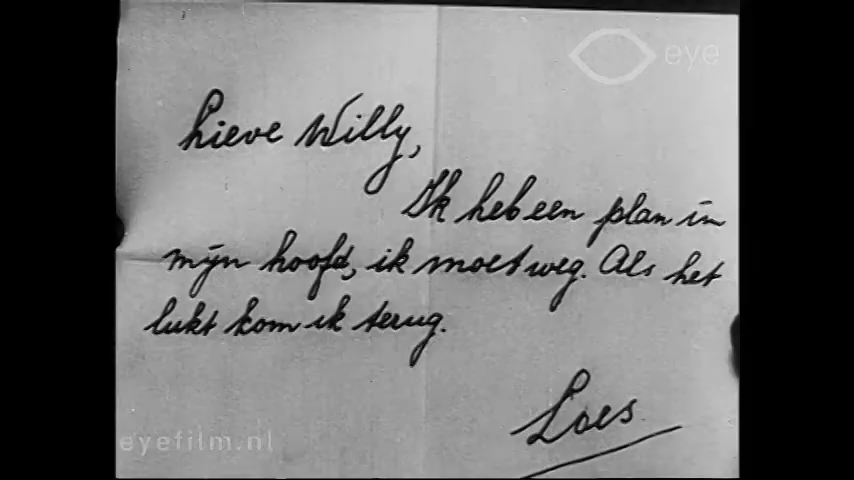 eye
Lieve Willy,
Ik heb een plan in
mijn hoofd, ik moet weg. Als het
lukt kom ik terug.
Loes
eyefilm.nl